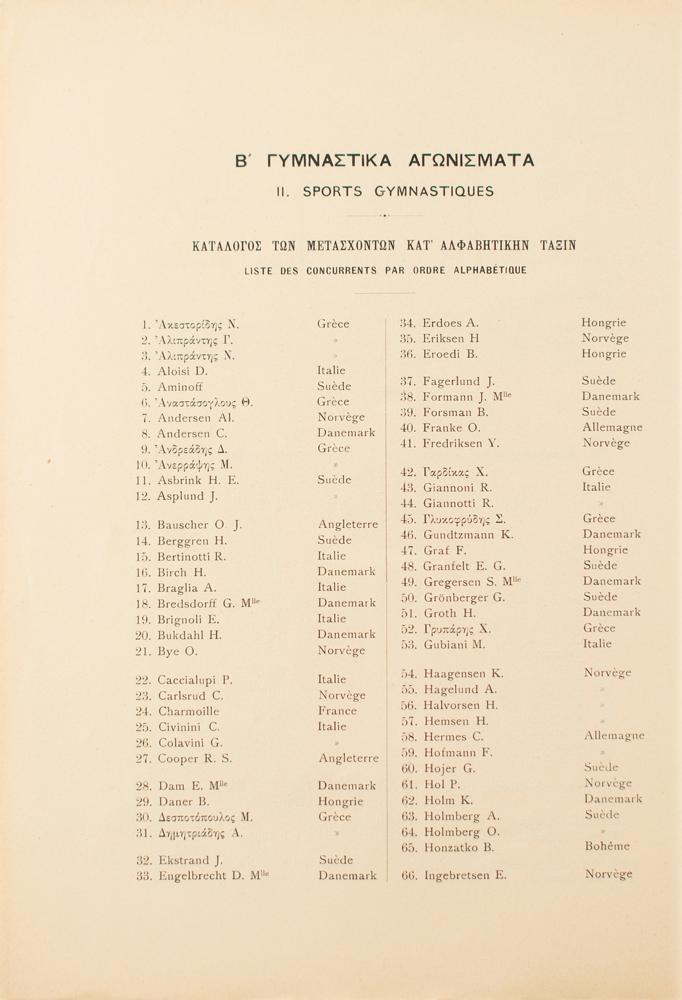 Β′ ΓΥΜΝΑΣΤΙΚΑ ΑΓΩΝΙΣΜΑΤΑ
II. SPORTS GYMNASTIQUES
ΚΑΤΑΛΟΓΟΣ ΤΩΝ ΜΕΤΑΣΧΟΝΤΩΝ ΚΑΤ' ΑΛΦΑΒΗΤΙΚΗΝ ΤΑΞΙΝ
LISTE DES CONCURRENTS PAR ORDRE ALPHABÉTIQUE
1. Ἀκεστορίδης Ν. Grèce
2. Ἀλιπράντης Γ. »
3. Ἀλιπράντης Ν. »
4. Aloisi D. Italie
5. Aminoff Suède
6. Ἀναστάσογλους Θ. Grèce
7. Andersen Al. Norvège
8. Andersen C. Danemark
9. Ἀνδρεάδης Δ. Grèce
10. Ἀνερράψης Μ. »
11. Asbrink H. E. Suède
12. Asplund J. »
13. Bauscher O J. Angleterre
14. Berggren H. Suède
15. Bertinotti R. Italie
16. Birch H. Danemark
17. Braglia A. Italie
18. Bredsdorff G. Mlle Danemark
19. Brignoli E. Italie
20. Bukdahl H. Danemark
21. Bye O. Norvège
22. Caccialupi P. Italie
23. Carlsrud C. Norvège
24. Charmoille France
25. Civinini C. Italie
26. Colavini G. »
27. Cooper R. S. Angleterre
28. Dam E. Mlle Danemark
29. Daner B. Hongrie
30. Δεσποτόπουλος Μ. Grèce
31. Δημητριάδης Α. »
32. Ekstrand J. Suède
33. Engelbrecht D. Mlle Danemark
34. Erdoes A. Hongrie
35. Eriksen H Norvège
36. Eroedi B. Hongrie
37. Fagerlund J. Suède
38. Formann J. Mlle Danemark
39. Forsman B. Suède
40. Franke O. Allemagne
41. Fredriksen Y. Norvège
42. Γαρδίκας Χ. Grèce
43. Giannoni R. Italie
44. Giannotti R. »
45. Γλυκοφρύδης Σ. Grèce
46. Gundtzmann K. Danemark
47. Graf F. Hongrie
48. Granfelt E. G. Suède
49. Gregersen S. Mlle Danemark
50. Grönberger G. Suède
51. Groth H. Danemark
52. Γρυπάρης Χ. Grèce
53. Gubiani M. Italie
54. Haagensen K. Norvège
55. Hagelund A. »
56. Halvorsen H. »
57. Hemsen H. »
58. Hermes C. Allemagne
59. Hofmann F. »
60. Hojer G. Suède
61. Hol P. Norvège
62. Holm K. Danemark
63. Holmberg A. Suède
64. Holmberg O. »
65. Honzatko B. Bohême
66. Ingebretsen E. Norvège